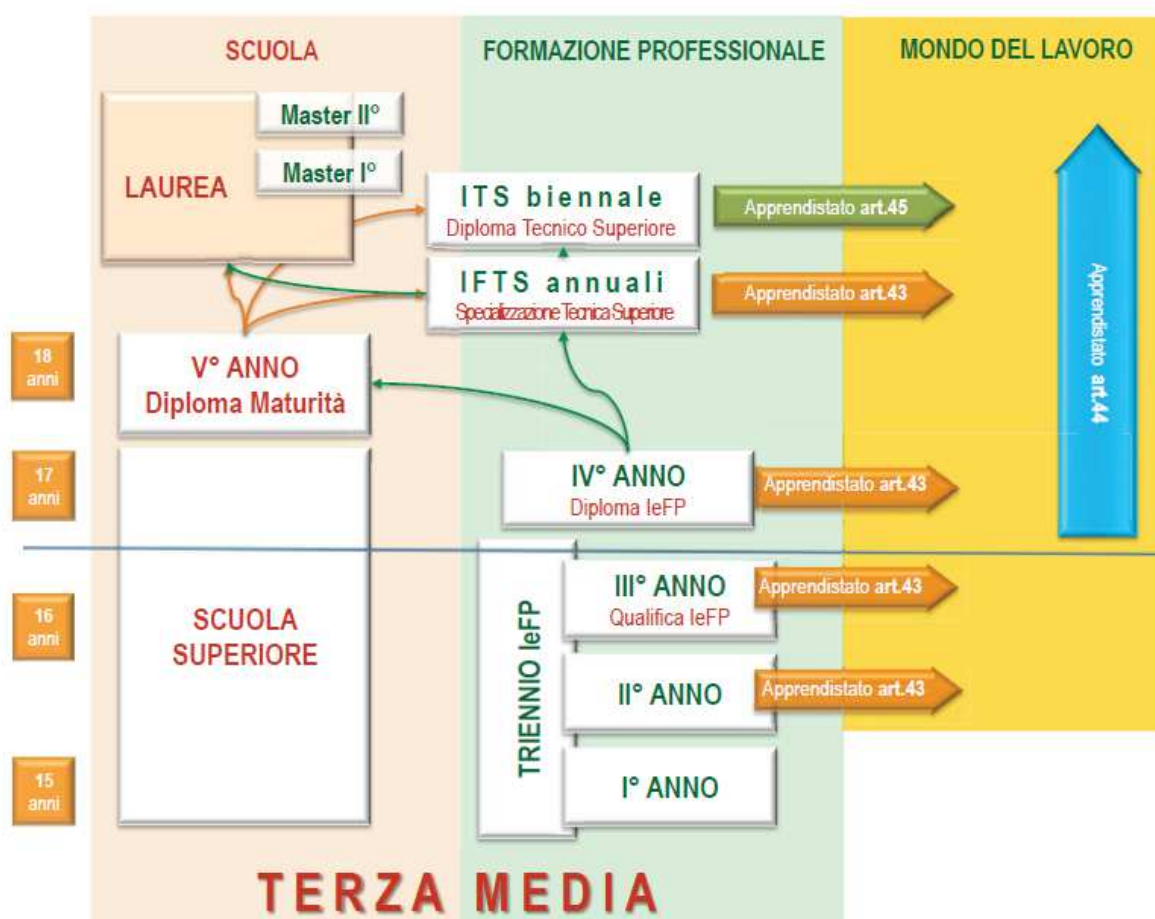 SCUOLA
FORMAZIONE PROFESSIONALE
MONDO DEL LAVORO
Master II°
Master I°
LAUREA
ITS biennale
Diploma Tecnico Superiore
Apprendistato art.45
IFTS annuali
Specializzazione Tecnica Superiore
Apprendistato art.43
Apprendistato art.44
18
anni
V° ANNO
Diploma Maturità
17
anni
IV° ANNO
Diploma IeFP
Apprendistato art.43
16
anni
SCUOLA
SUPERIORE
TRIENNIO IeFP
III° ANNO
Qualifica IeFP
Apprendistato art.43
II° ANNO
Apprendistato art.43
15
anni
I° ANNO
TERZA MEDIA